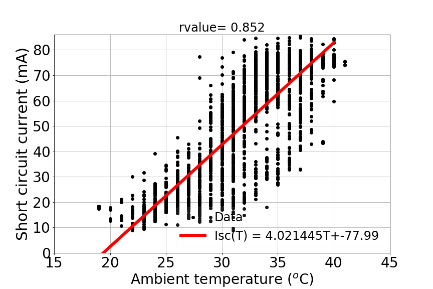 rvalue= 0.852
Short circuit current (mA)
80
70
60
50
40
30
20
10
0
Data
Isc(T) = 4.021445T+-77.99
15 20 25 30 35 40 45
Ambient temperature (°C)